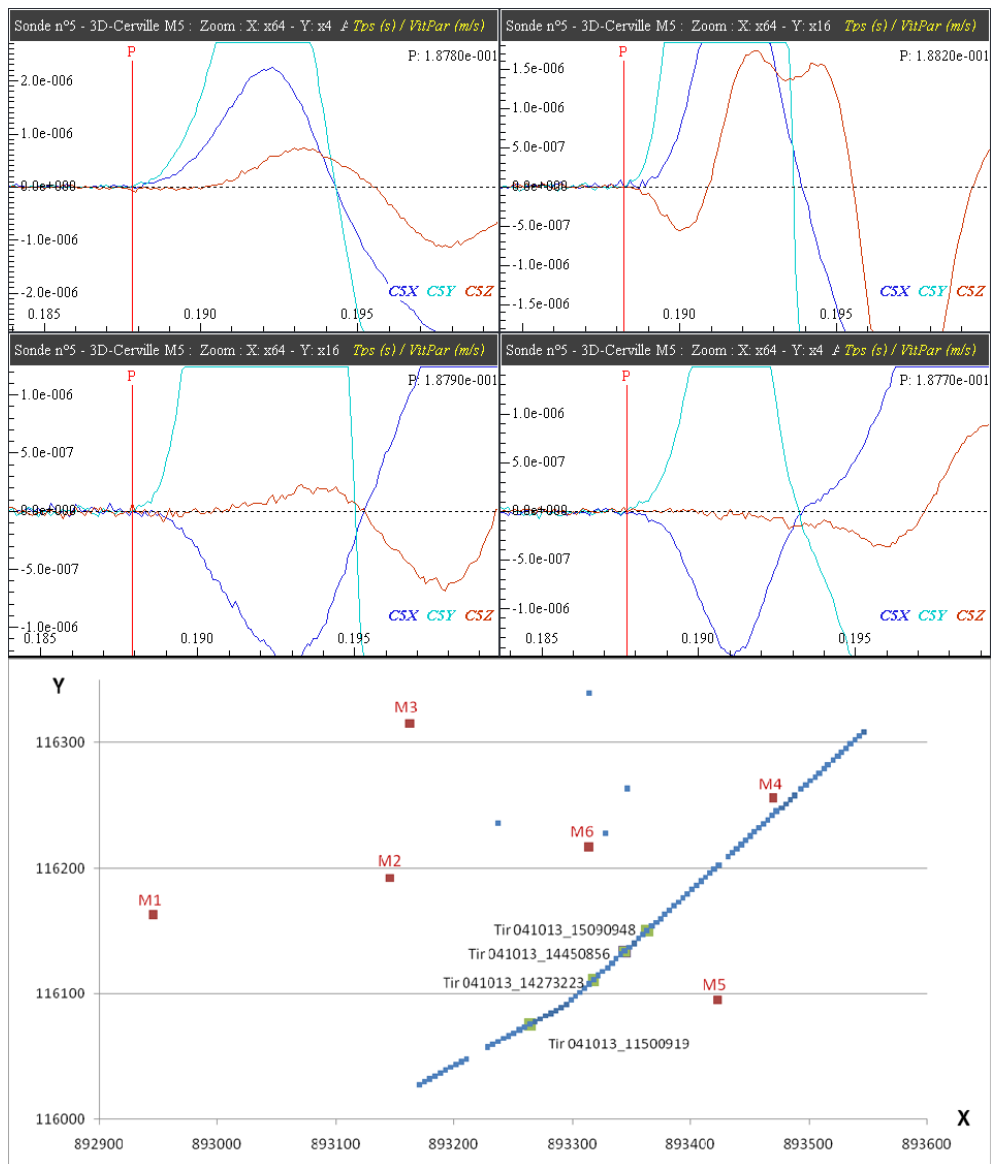 Sonde n°5 - 3D-Cerville M5 : Zoom : X: x64 - Y: x4 A Tps (s) / VitPar (m/s)
P
P: 1.8780e-001
2.0e-006
1.0e-006
0.0e+000
-1.0e-006
-2.0e-006
C5X C5Y C5Z
0.185 0.190 0.195
Sonde n°5 - 3D-Cerville M5 : Zoom : X: x64 - Y: x16 Tps (s) / VitPar (m/s)
P
P: 1.8820e-001
1.5e-006
1.0e-006
5.0e-007
0.0e+000
-5.0e-007
-1.0e-006
-1.5e-006
C5X C5Y C5Z
0.190 0.195
Sonde n°5 - 3D-Cerville M5 : Zoom : X: x64 - Y: x16 Tps (s) / VitPar (m/s)
P
P: 1.8790e-001
1.0e-006
5.0e-007
0.0e+000
-5.0e-007
-1.0e-006
C5X C5Y C5Z
0.185 0.190 0.195
Sonde n°5 - 3D-Cerville M5 : Zoom : X: x64 - Y: x4 A Tps (s) / VitPar (m/s)
P
P: 1.8770e-001
1.0e-006
5.0e-007
0.0e+000
-5.0e-007
-1.0e-006
C5X C5Y C5Z
0.185 0.190 0.195
Y
M3
116300
M4
M6
116200
M2
M1
Tir 041013_15090948
Tir 041013_14450856
Tir 041013_14273223
M5
116100
Tir 041013_11500919
116000
X
892900 893000 893100 893200 893300 893400 893500 893600